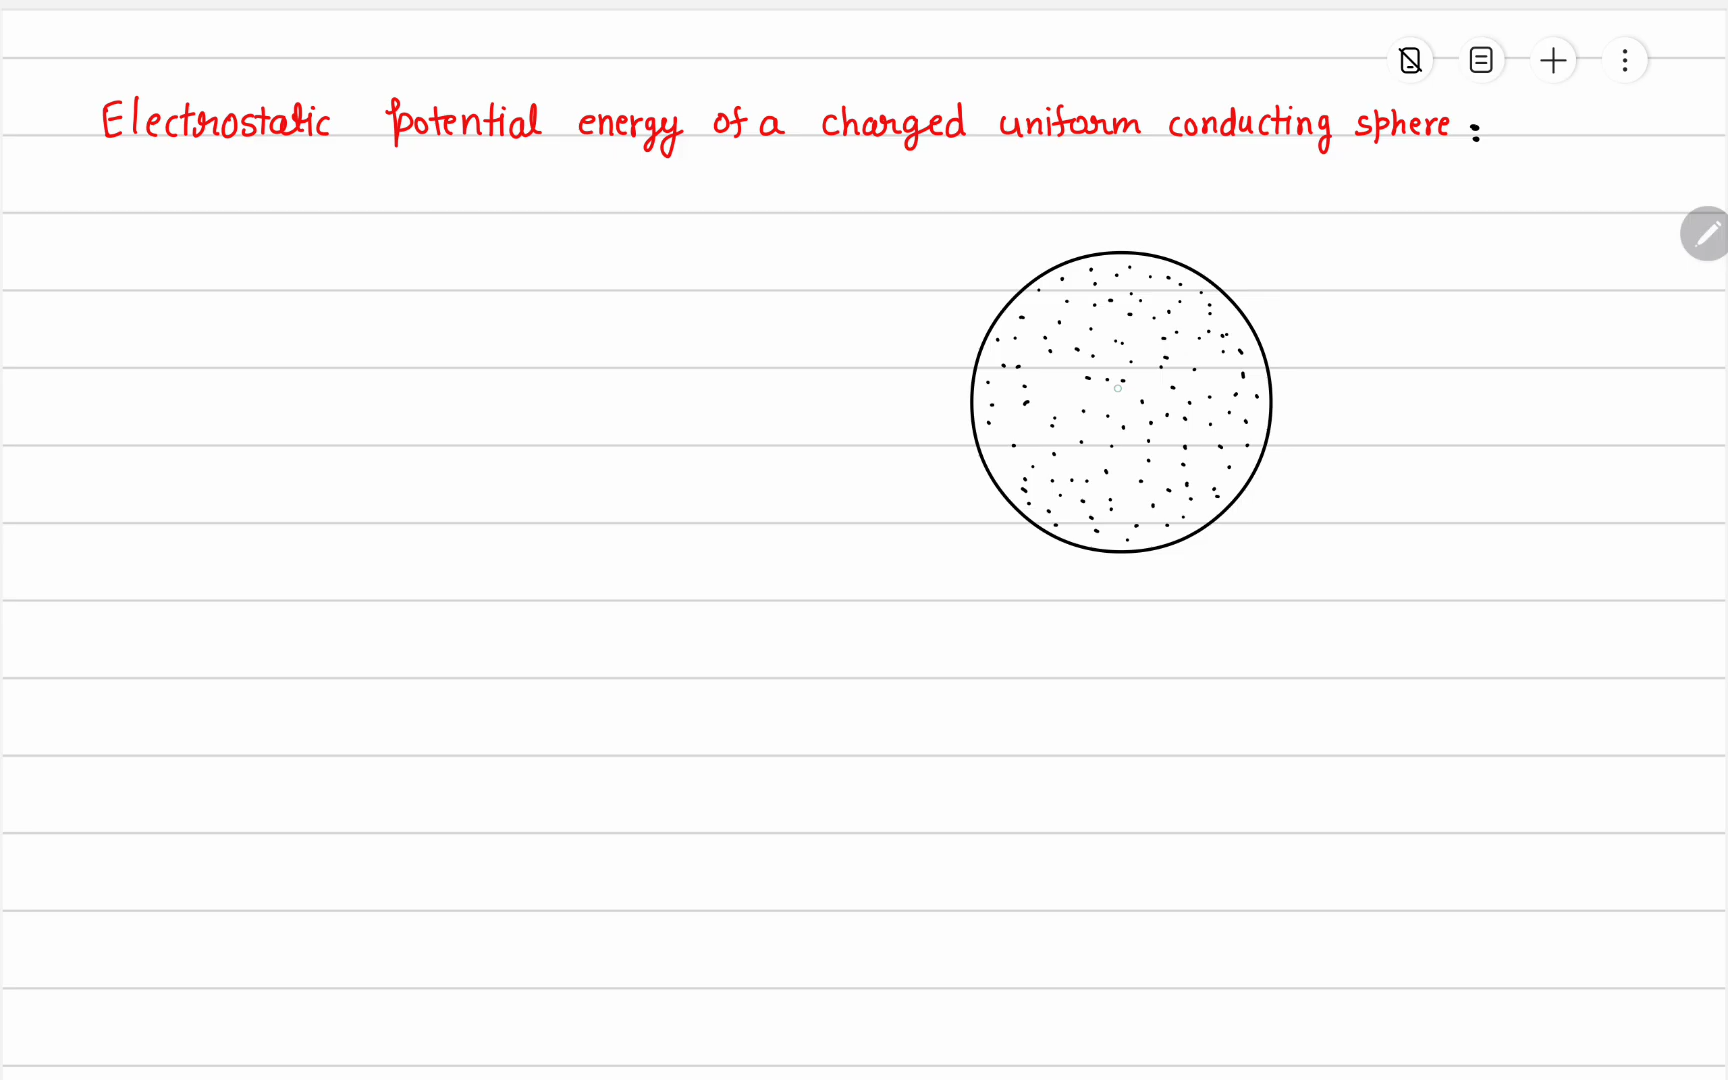 Electrostatic potential energy of a charged uniform conducting sphere :